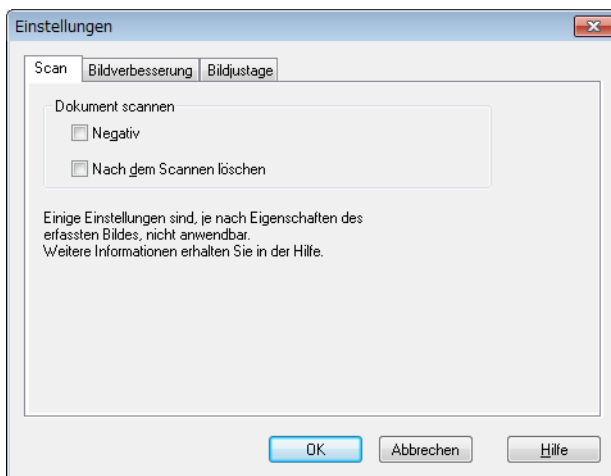 Einstellungen
Scan Bildverbesserung Bildjustage
Dokument scannen
Negativ
Nach dem Scannen löschen
Einige Einstellungen sind, je nach Eigenschaften des
erfassten Bildes, nicht anwendbar.
Weitere Informationen erhalten Sie in der Hilfe.
OK Abbrechen Hilfe